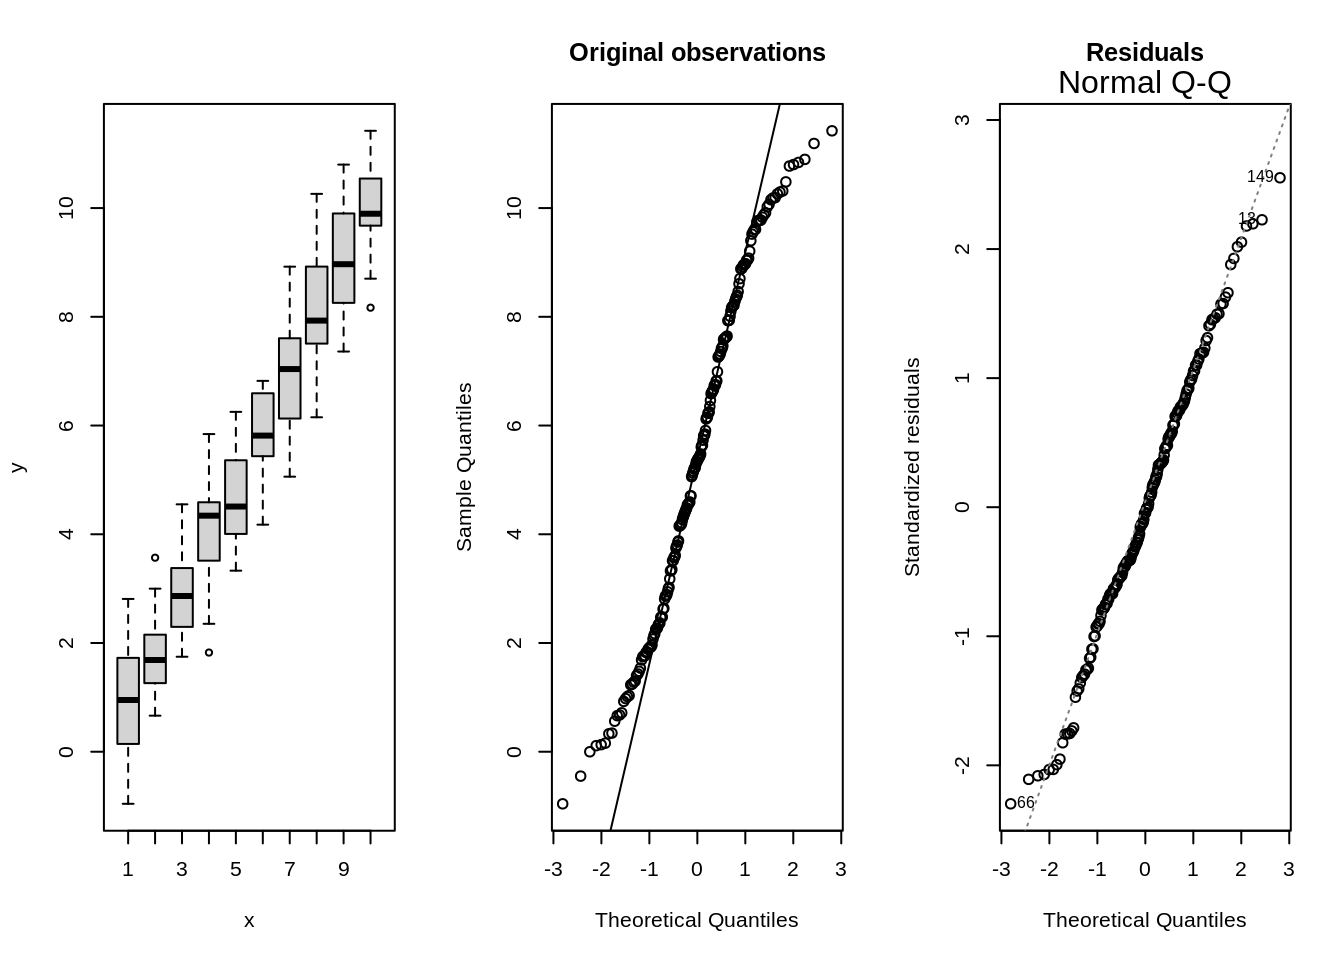 y
10
8
6
4
2
0
1 3 5 7 9
x
Original observations
Sample Quantiles
10
8
6
4
2
0
-3 -2 -1 0 1 2 3
Theoretical Quantiles
Residuals
Normal Q-Q
Standardized residuals
3
2
1
0
-1
-2
149
13
66
-3 -2 -1 0 1 2 3
Theoretical Quantiles